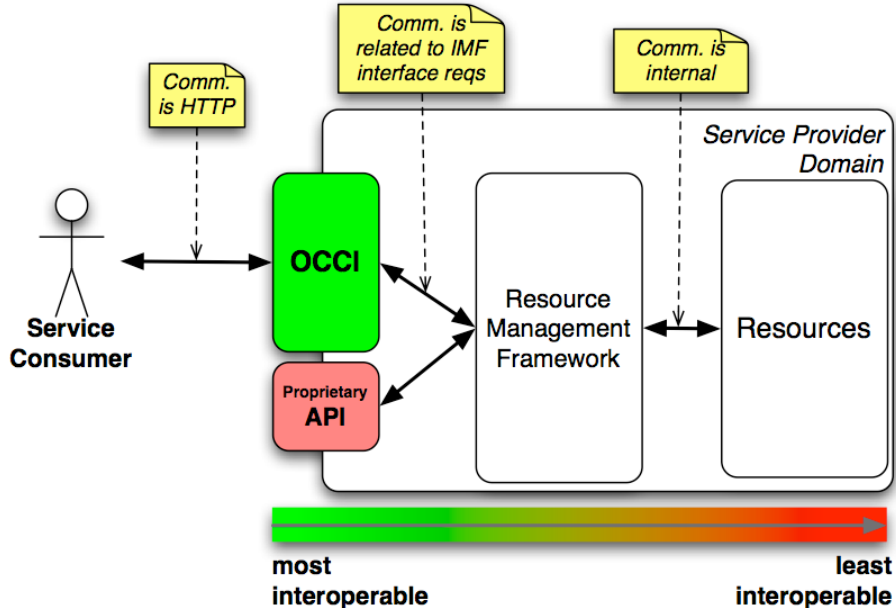 Comm.
is HTTP
Comm. is
related to IMF
interface reqs
Comm. is
internal
Service Provider
Domain
OCCI
Proprietary
API
Resource
Management
Framework
Resources
Service
Consumer
most
interoperable
least
interoperable